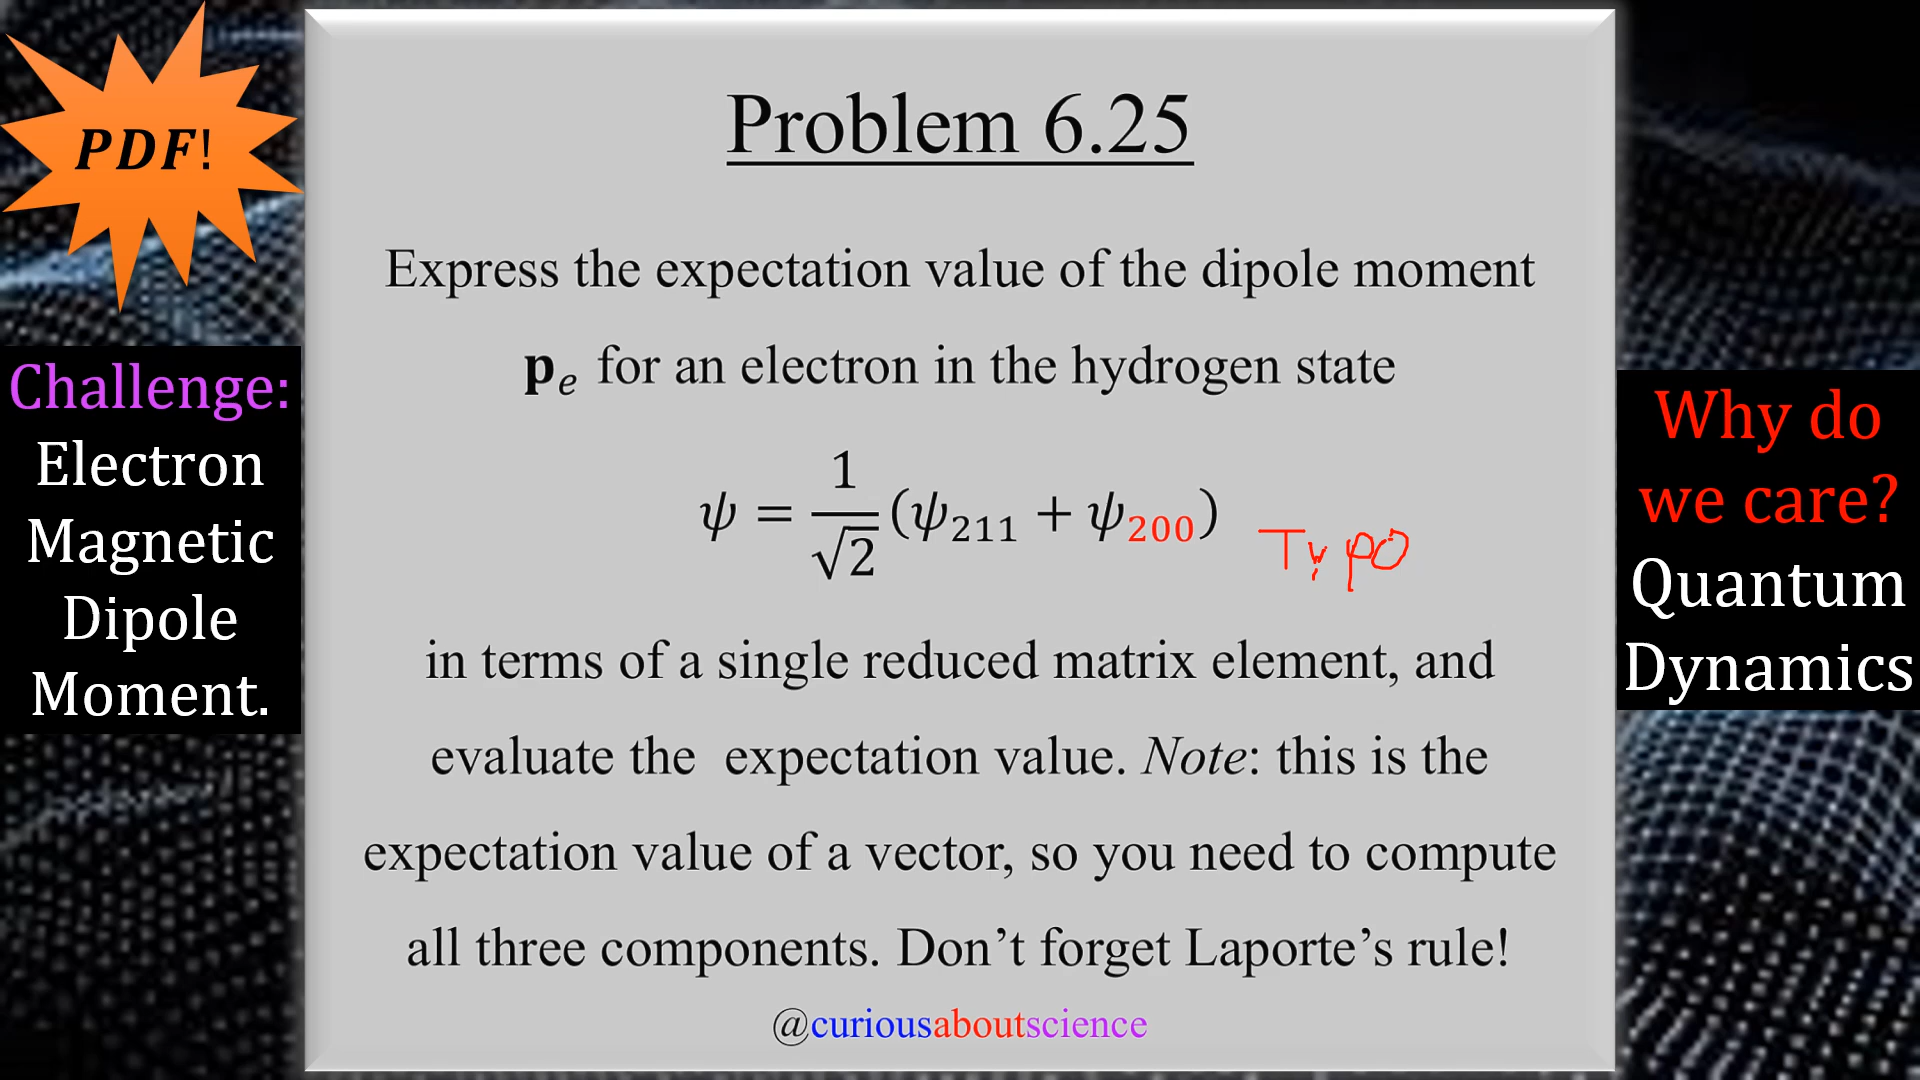 PDF!
Challenge:
Electron
Magnetic
Dipole
Moment.
Problem 6.25
Express the expectation value of the dipole moment
𝐩ₑ for an electron in the hydrogen state
ψ = 1/√2 (ψ₂₁₁ + ψ₂₀₀)
Typo
in terms of a single reduced matrix element, and
evaluate the expectation value. Note: this is the
expectation value of a vector, so you need to compute
all three components. Don’t forget Laporte’s rule!
@curiousaboutscience
Why do
we care?
Quantum
Dynamics